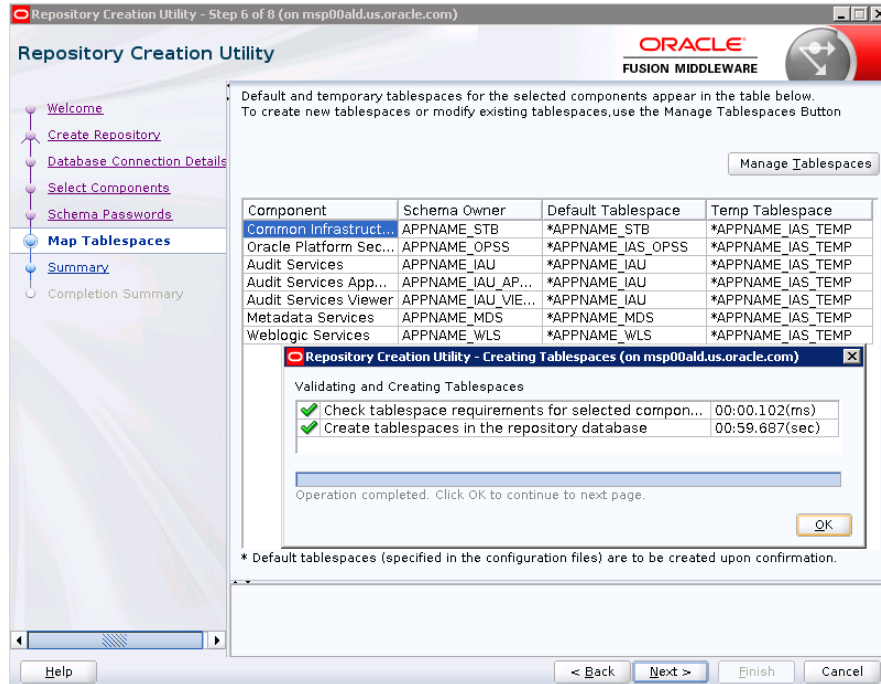 Repository Creation Utility - Step 6 of 8 (on msp00ald.us.oracle.com)
Repository Creation Utility
ORACLE
FUSION MIDDLEWARE
Welcome
Create Repository
Database Connection Details
Select Components
Schema Passwords
Map Tablespaces
Summary
Completion Summary
Default and temporary tablespaces for the selected components appear in the table below.
To create new tablespaces or modify existing tablespaces,use the Manage Tablespaces Button
Manage Tablespaces
Component Schema Owner Default Tablespace Temp Tablespace
Common Infrastruct... APPNAME_STB *APPNAME_STB *APPNAME_IAS_TEMP
Oracle Platform Sec... APPNAME_OPSS *APPNAME_IAS_OPSS *APPNAME_IAS_TEMP
Audit Services APPNAME_IAU *APPNAME_IAU *APPNAME_IAS_TEMP
Audit Services App... APPNAME_IAU_AP... *APPNAME_IAU *APPNAME_IAS_TEMP
Audit Services Viewer APPNAME_IAU_VIE... *APPNAME_IAU *APPNAME_IAS_TEMP
Metadata Services APPNAME_MDS *APPNAME_MDS *APPNAME_IAS_TEMP
Weblogic Services APPNAME_WLS *APPNAME_WLS *APPNAME_IAS_TEMP
Repository Creation Utility - Creating Tablespaces (on msp00ald.us.oracle.com)
Validating and Creating Tablespaces
Check tablespace requirements for selected compon... 00:00.102(ms)
Create tablespaces in the repository database 00:59.687(sec)
Operation completed. Click OK to continue to next page.
OK
* Default tablespaces (specified in the configuration files) are to be created upon confirmation.
Help
< Back
Next >
Finish
Cancel